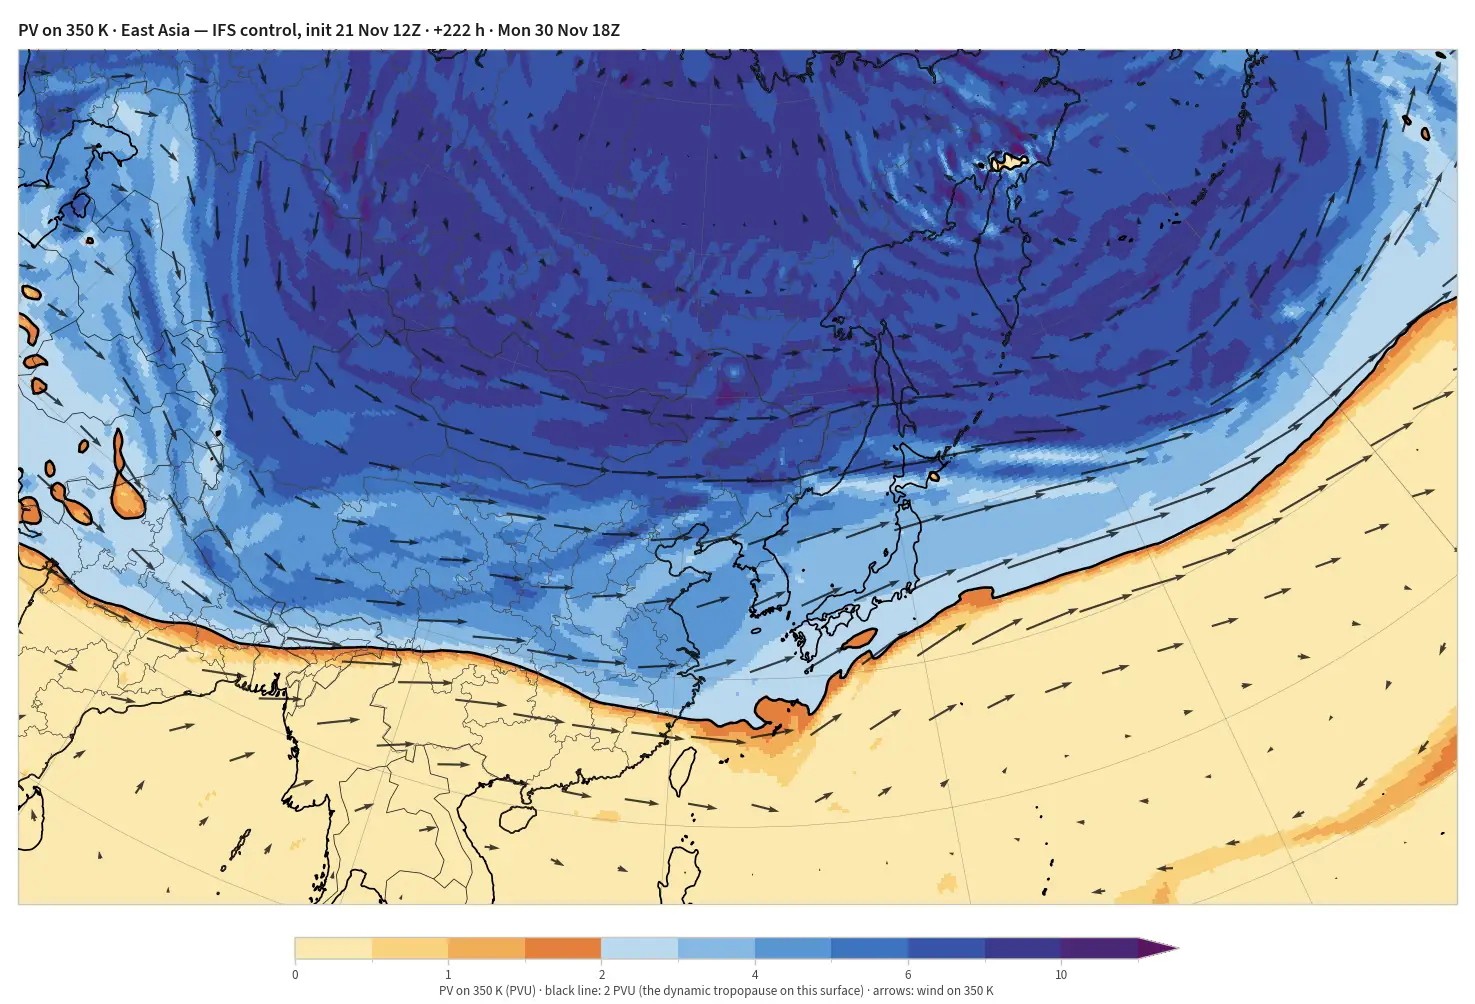 PV on 350 K · East Asia — IFS control, init 21 Nov 12Z · +222 h · Mon 30 Nov 18Z
0 1 2 4 6 10
PV on 350 K (PVU) · black line: 2 PVU (the dynamic tropopause on this surface) · arrows: wind on 350 K